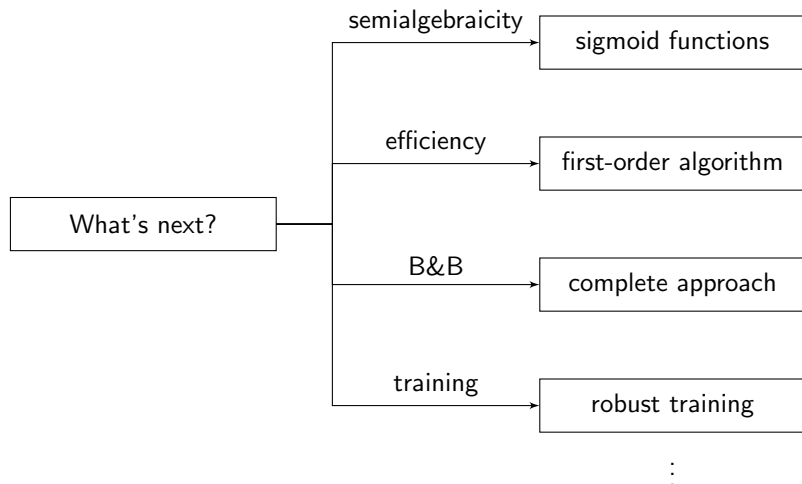 semialgebraicity
sigmoid functions
efficiency
first-order algorithm
What's next?
B&B
complete approach
training
robust training
⋮